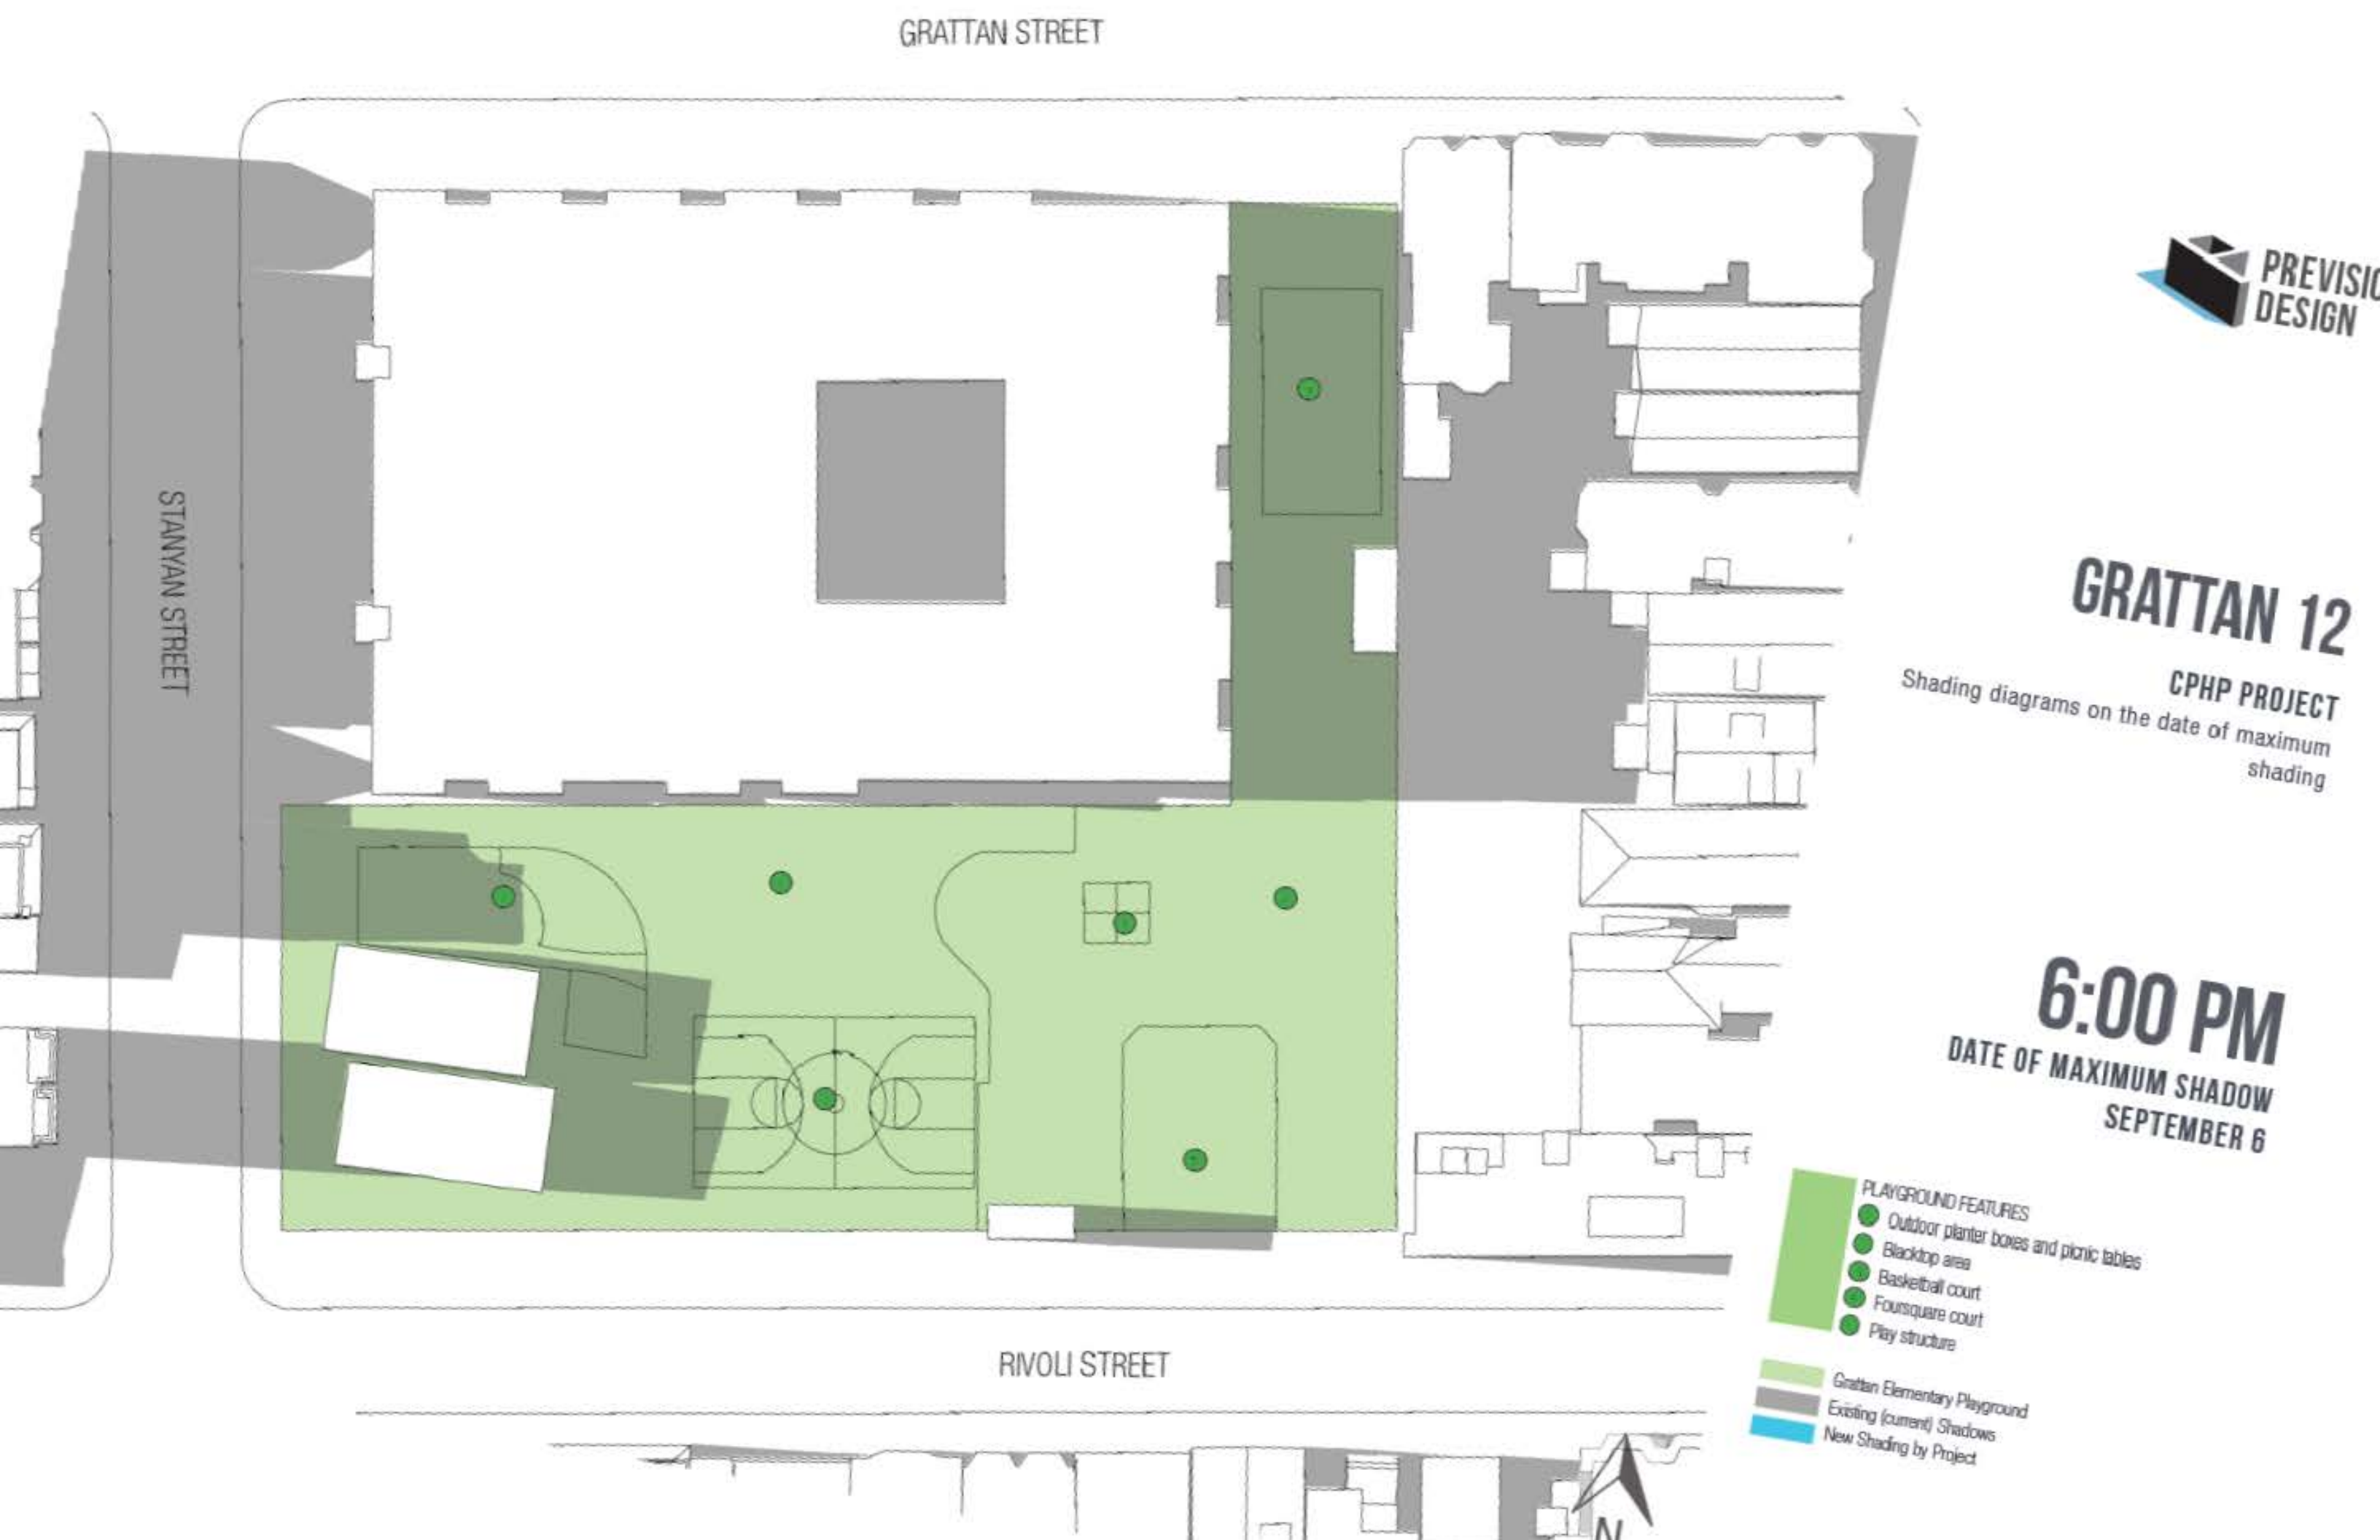 GRATTAN STREET
STANYAN STREET
RIVOLI STREET
DESIGN
GRATTAN 12
CPHP PROJECT
Shading diagrams on the date of maximum
shading
6:00 PM
DATE OF MAXIMUM SHADOW
SEPTEMBER 6
PLAYGROUND FEATURES
Outdoor planter boxes and picnic tables
Blacktop area
Basketball court
Foursquare court
Play structure
Grattan Elementary Playground
Existing (current) Shadows
New Shading by Project
N